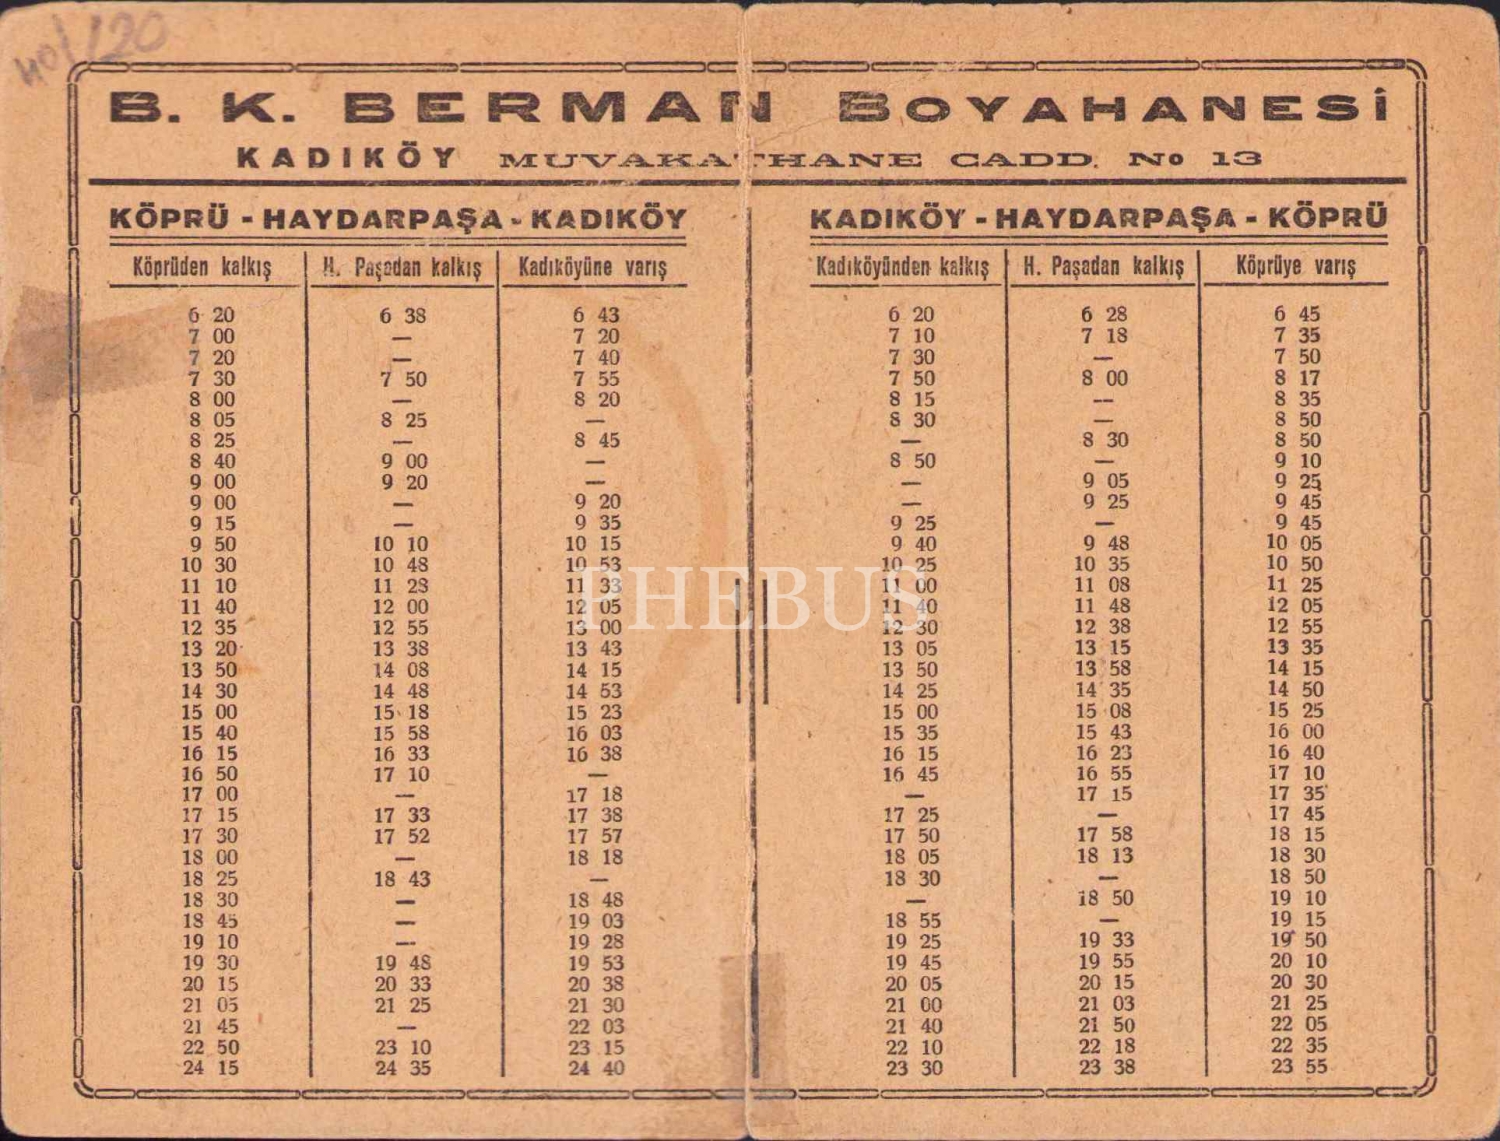 40/120
B. K. BERMAN BOYAHANESİ
KADIKÖY MUVAKATHANE CADD. No 13
KÖPRÜ - HAYDARPAŞA - KADIKÖY
Köprüden kalkış H. Paşadan kalkış Kadıköyüne varış
6 20 6 38 6 43
7 00 — 7 20
7 20 — 7 40
7 30 7 50 7 55
8 00 — 8 20
8 05 8 25 —
8 25 — 8 45
8 40 9 00 —
9 00 9 20 —
9 00 — 9 20
9 15 — 9 35
9 50 10 10 10 15
10 30 10 48 10 53
11 10 11 28 11 33
11 40 12 00 12 05
12 35 12 55 13 00
13 20 13 38 13 43
13 50 14 08 14 15
14 30 14 48 14 53
15 00 15 18 15 23
15 40 15 58 16 03
16 15 16 33 16 38
16 50 17 10 —
17 00 — 17 18
17 15 17 33 17 38
17 30 17 52 17 57
18 00 — 18 18
18 25 18 43 —
18 30 — 18 48
18 45 — 19 03
19 10 — 19 28
19 30 19 48 19 53
20 15 20 33 20 38
21 05 21 25 21 30
21 45 — 22 03
22 50 23 10 23 15
24 15 24 35 24 40
KADIKÖY - HAYDARPAŞA - KÖPRÜ
Kadıköyünden kalkış H. Paşadan kalkış Köprüye varış
6 20 6 28 6 45
7 10 7 18 7 35
7 30 — 7 50
7 50 8 00 8 17
8 15 — 8 35
8 30 — 8 50
— 8 30 8 50
8 50 — 9 10
— 9 05 9 25
— 9 25 9 45
9 25 — 9 45
9 40 9 48 10 05
10 25 10 35 10 50
11 00 11 08 11 25
11 40 11 48 12 05
12 30 12 38 12 55
13 05 13 15 13 35
13 50 13 58 14 15
14 25 14 35 14 50
15 00 15 08 15 25
15 35 15 43 16 00
16 15 16 23 16 40
16 45 16 55 17 10
— 17 15 17 35
17 25 — 17 45
17 50 17 58 18 15
18 05 18 13 18 30
18 30 — 18 50
— 18 50 19 10
18 55 — 19 15
19 25 19 33 19 50
19 45 19 55 20 10
20 05 20 15 20 30
21 00 21 03 21 25
21 40 21 50 22 05
22 10 22 18 22 35
23 30 23 38 23 55
PHEBUS